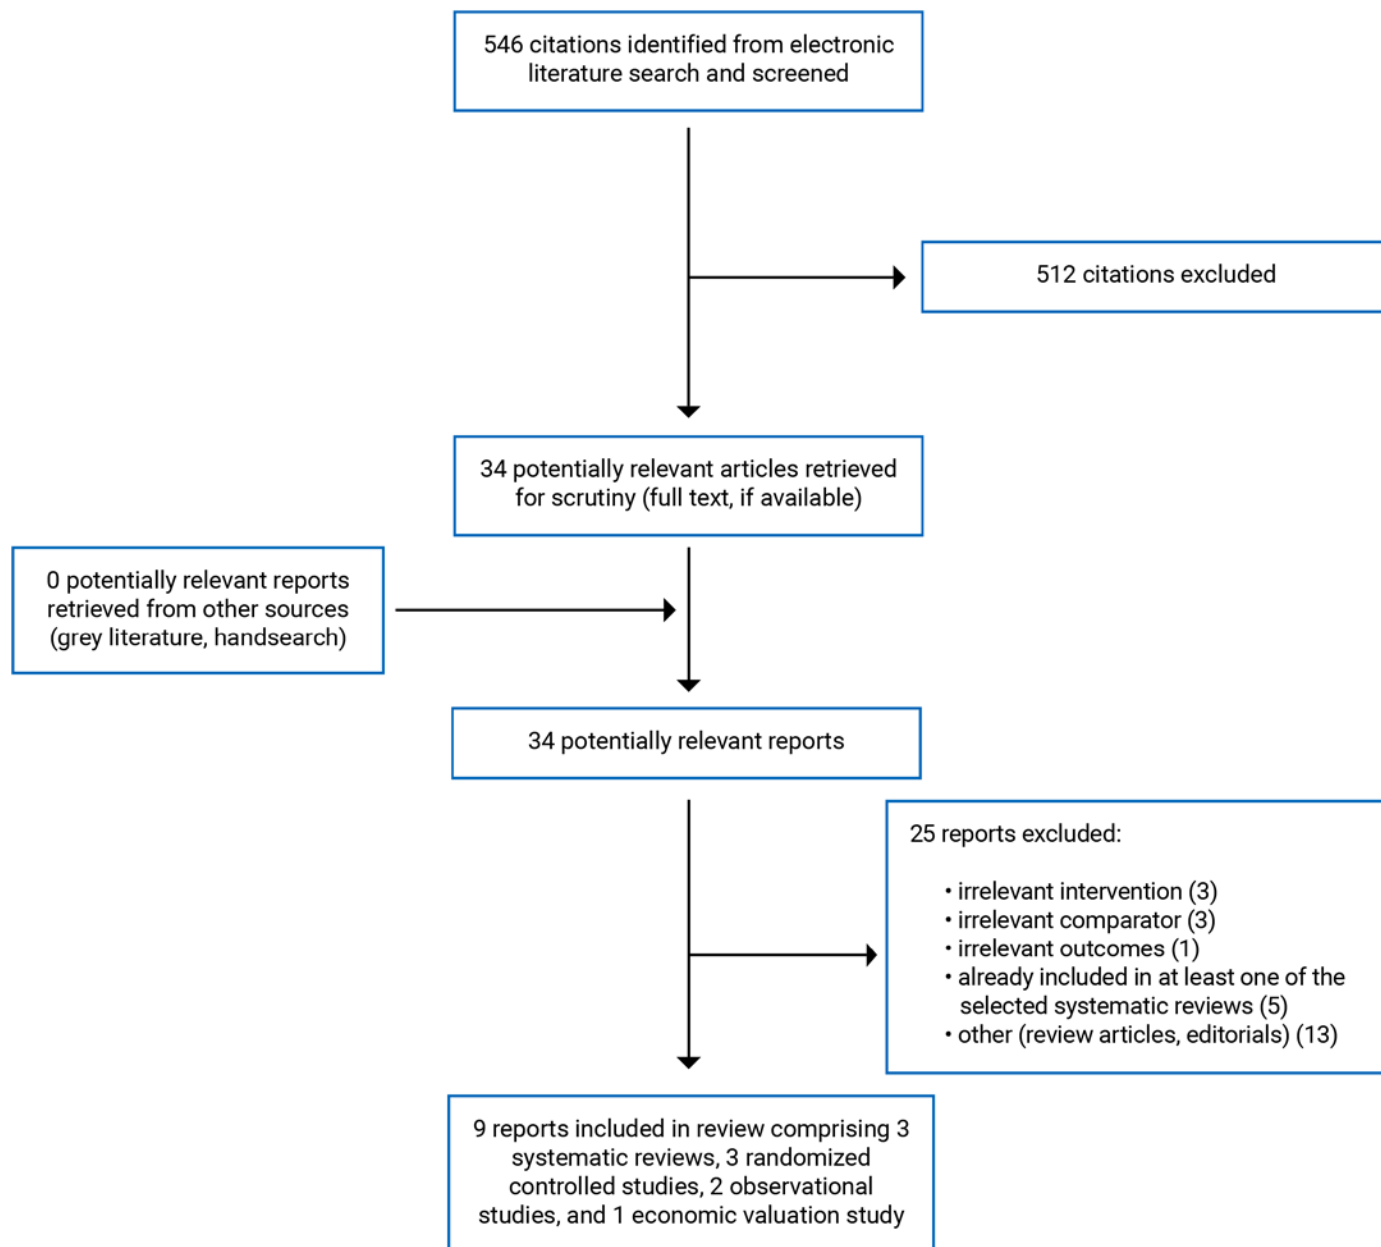 546 citations identified from electronic
literature search and screened
512 citations excluded
34 potentially relevant articles retrieved
for scrutiny (full text, if available)
0 potentially relevant reports
retrieved from other sources
(grey literature, handsearch)
34 potentially relevant reports
25 reports excluded:
• irrelevant intervention (3)
• irrelevant comparator (3)
• irrelevant outcomes (1)
• already included in at least one of the
selected systematic reviews (5)
• other (review articles, editorials) (13)
9 reports included in review comprising 3
systematic reviews, 3 randomized
controlled studies, 2 observational
studies, and 1 economic valuation study